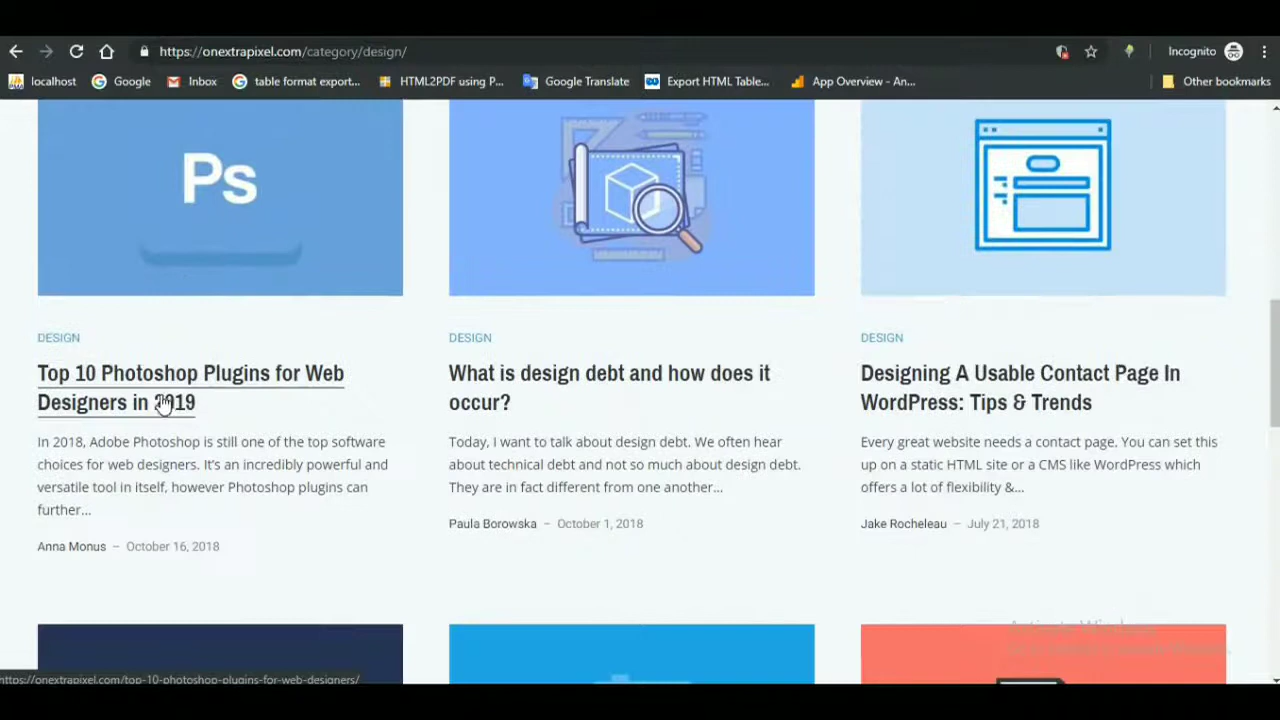 https://onextrapixel.com/category/design/
Incognito
localhost
Google
Inbox
table format export...
HTML2PDF using P...
Google Translate
Export HTML Table...
App Overview - An...
Other bookmarks
Ps
DESIGN
Top 10 Photoshop Plugins for Web
Designers in 2019
In 2018, Adobe Photoshop is still one of the top software
choices for web designers. It's an incredibly powerful and
versatile tool in itself, however Photoshop plugins can
further...
Anna Monus – October 16, 2018
DESIGN
What is design debt and how does it
occur?
Today, I want to talk about design debt. We often hear
about technical debt and not so much about design debt.
They are in fact different from one another...
Paula Borowska – October 1, 2018
DESIGN
Designing A Usable Contact Page In
WordPress: Tips & Trends
Every great website needs a contact page. You can set this
up on a static HTML site or a CMS like WordPress which
offers a lot of flexibility &...
Jake Rocheleau – July 21, 2018
Activate Windows
https://onextrapixel.com/top-10-photoshop-plugins-for-web-designers/